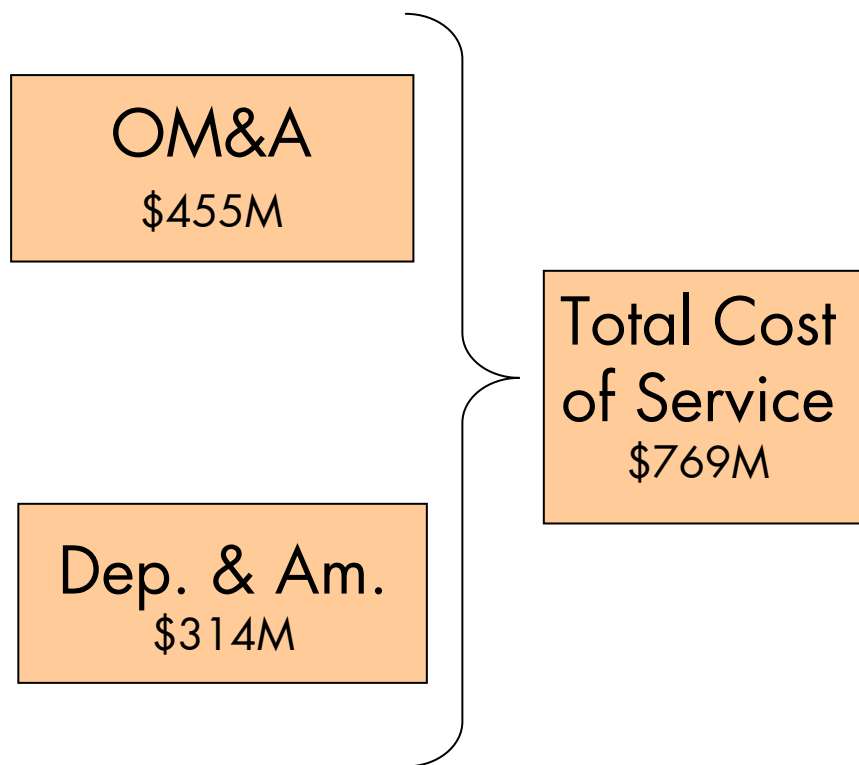 OM&A
$455M
Total Cost
of Service
$769M
Dep. & Am.
$314M